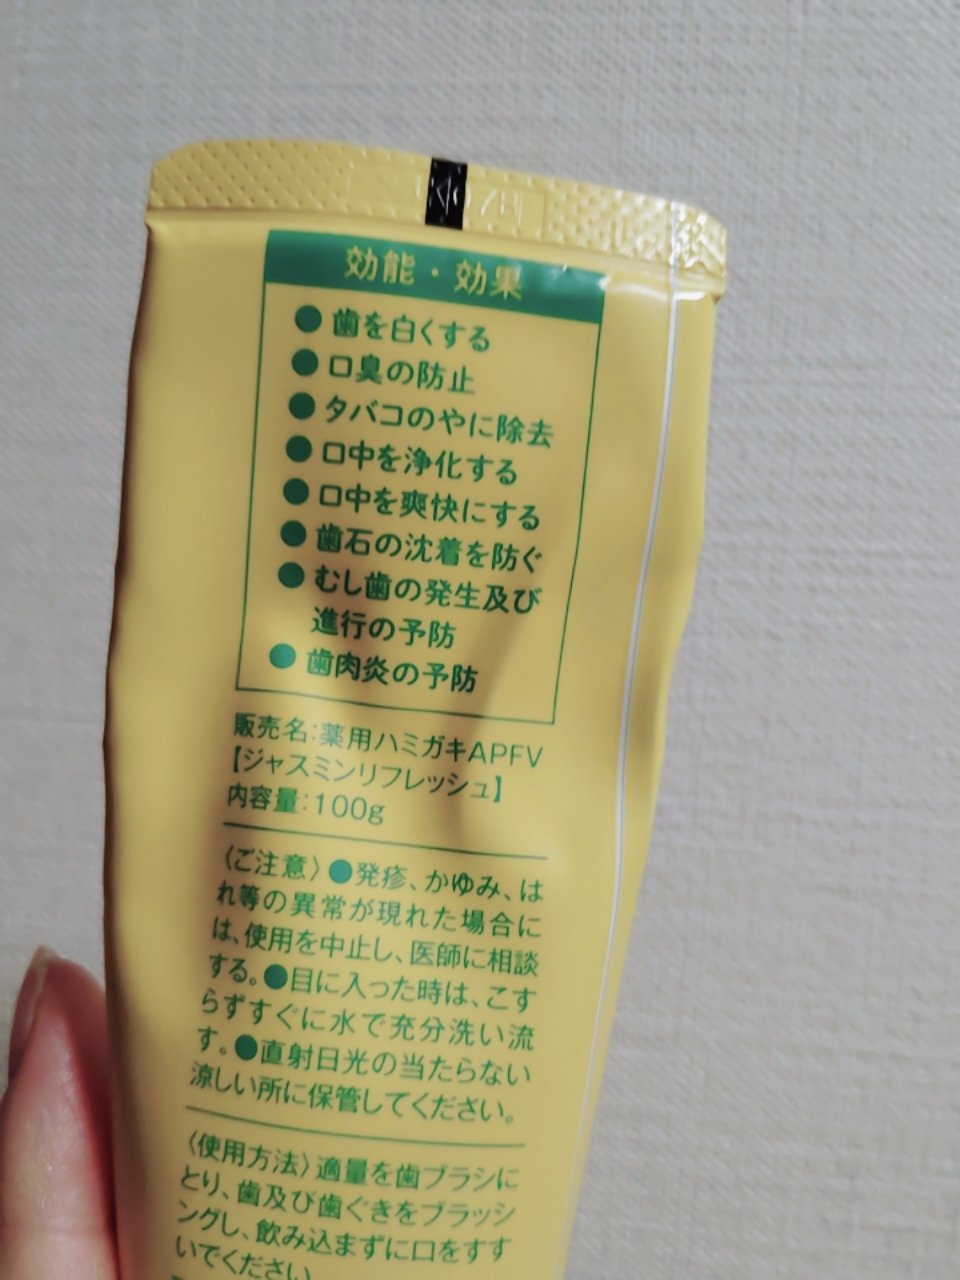 効能・効果
●歯を白くする
●口臭の防止
●タバコのやに除去
●口中を浄化する
●口中を爽快にする
●歯石の沈着を防ぐ
●むし歯の発生及び
進行の予防
●歯肉炎の予防
販売名:薬用ハミガキAPFV
【ジャスミンリフレッシュ】
内容量:100g
〈ご注意〉●発疹、かゆみ、は
れ等の異常が現れた場合に
は、使用を中止し、医師に相談
する。●目に入った時は、こす
らずすぐに水で充分洗い流
す。●直射日光の当たらない
涼しい所に保管してください。
〈使用方法〉適量を歯ブラシに
とり、歯及び歯ぐきをブラッシ
ングし、飲み込まずに口をすす
いでください。